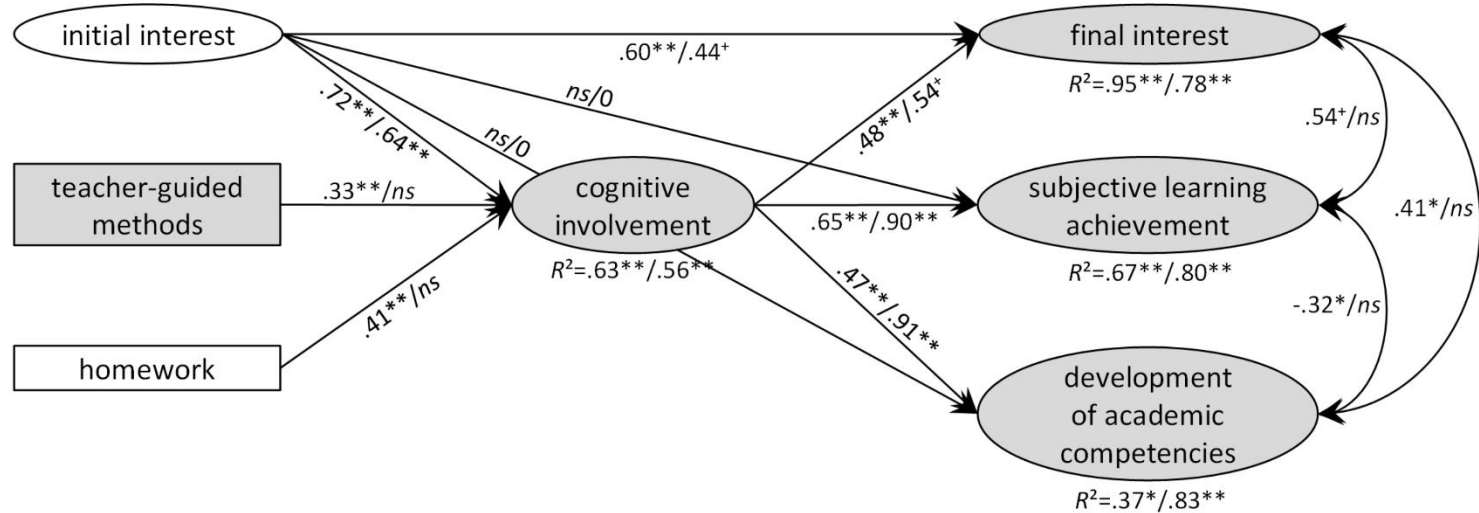 initial interest
.60**/.44⁺
final interest
R²=.95**/.78**
.72**/.64**
ns/0
ns/0
.48**/.54⁺
.54⁺/ns
teacher-guided
methods
.33**/ns
cognitive
involvement
R²=.63**/.56**
.65**/.90**
subjective learning
achievement
R²=.67**/.80**
.41*/ns
.41**/ns
.47**/.91**
-.32*/ns
homework
development
of academic
competencies
R²=.37*/.83**